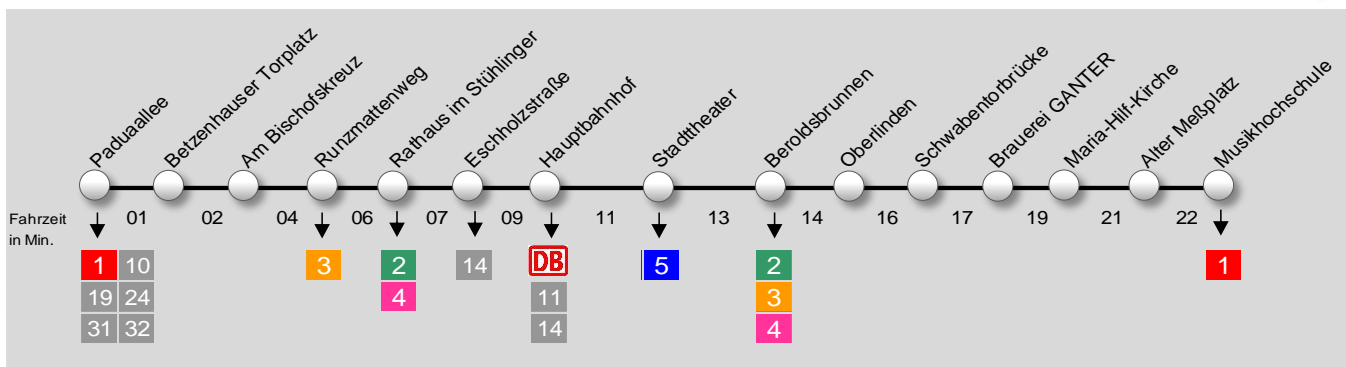 Paduaallee
Betzenhauser Torplatz
Am Bischofskreuz
Runzmattenweg
Rathaus im Stühlinger
Eschholzstraße
Hauptbahnhof
Stadttheater
Beroldsbrunnen
Oberlinden
Schwabentorbrücke
Brauerei GANTER
Maria-Hilf-Kirche
Alter Meßplatz
Musikhochschule
Fahrzeit 01 02 04 06 07 09 11 13 14 16 17 19 21 22
in Min.
1 10 3 2 14 DB 5 2 1
19 24 4 11 3
31 32 14 4